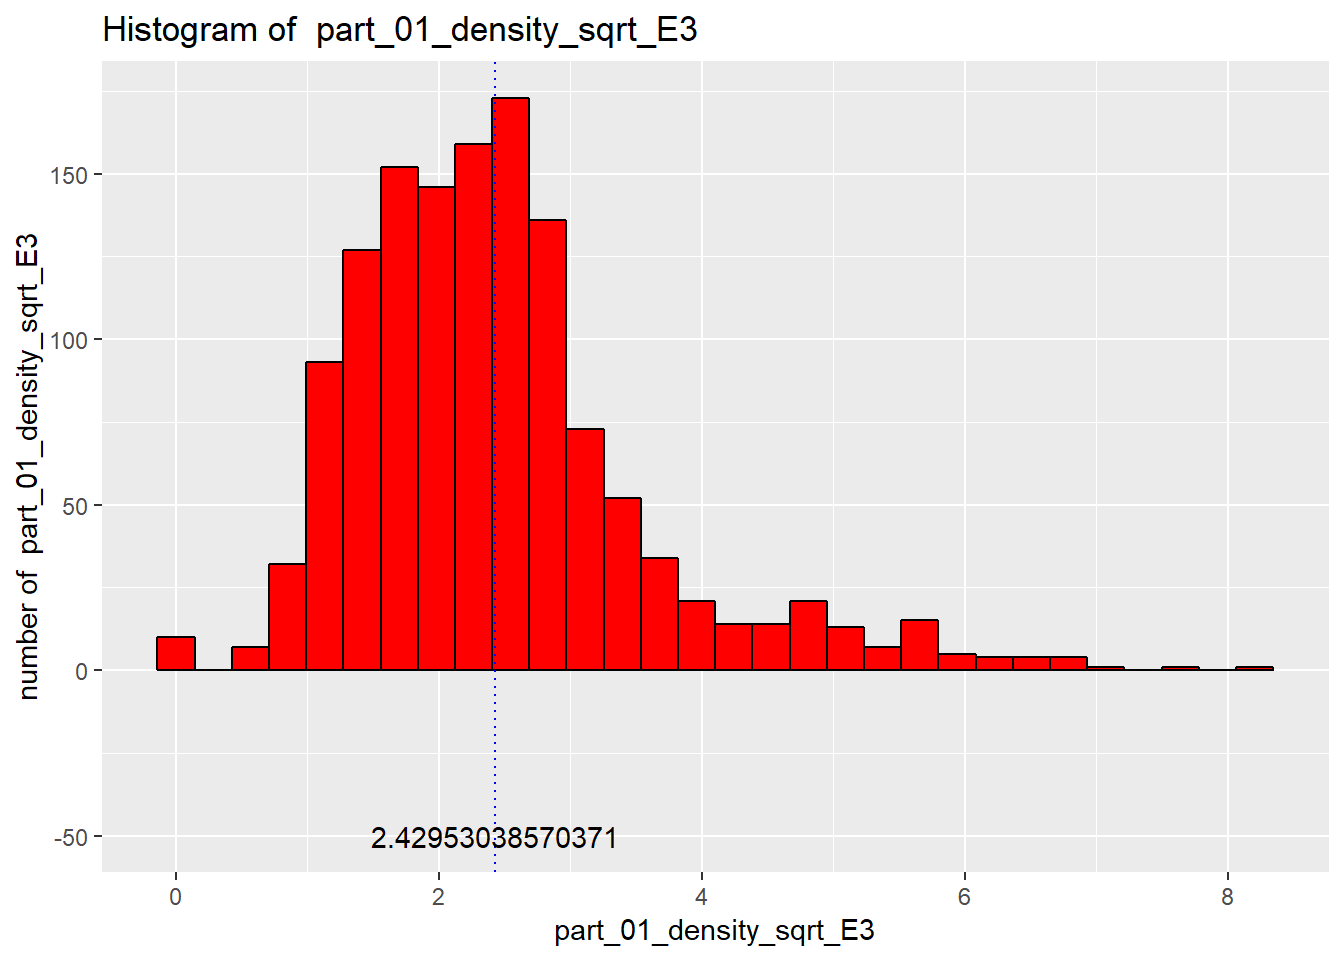 Histogram of  part_01_density_sqrt_E3
number of  part_01_density_sqrt_E3
150
100
50
0
-50
2.42953038570371
0 2 4 6 8
part_01_density_sqrt_E3